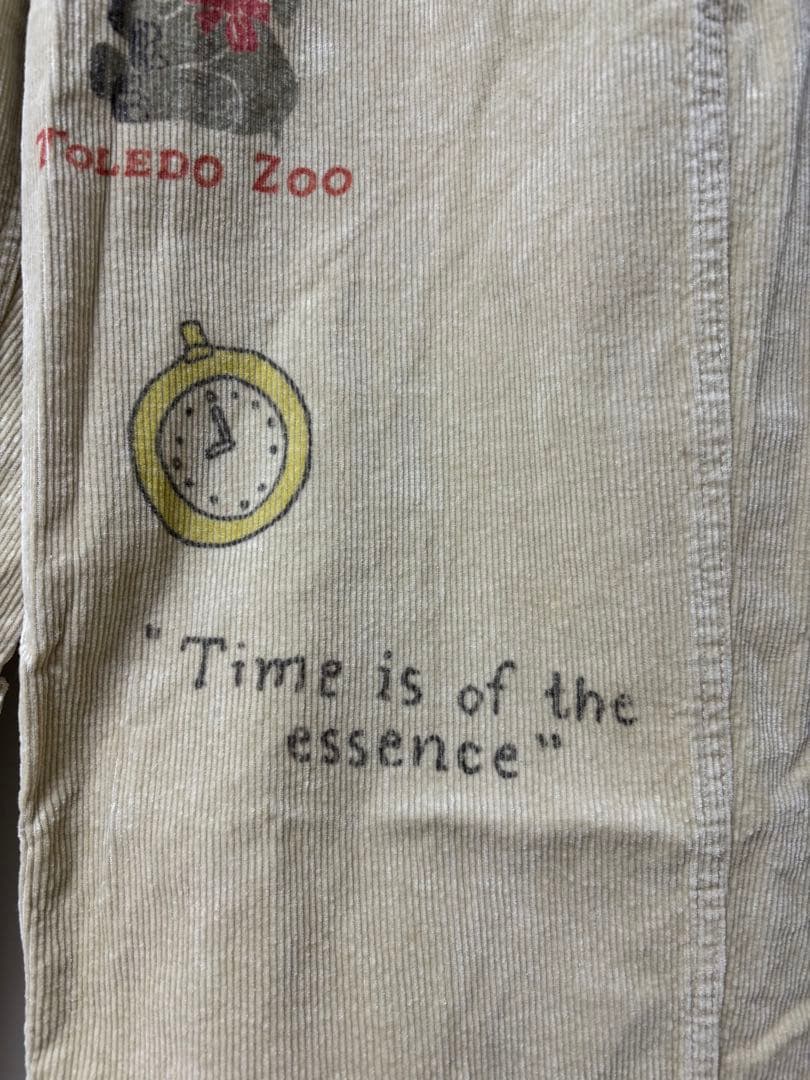 TOLEDO ZOO
"Time is of the
essence"